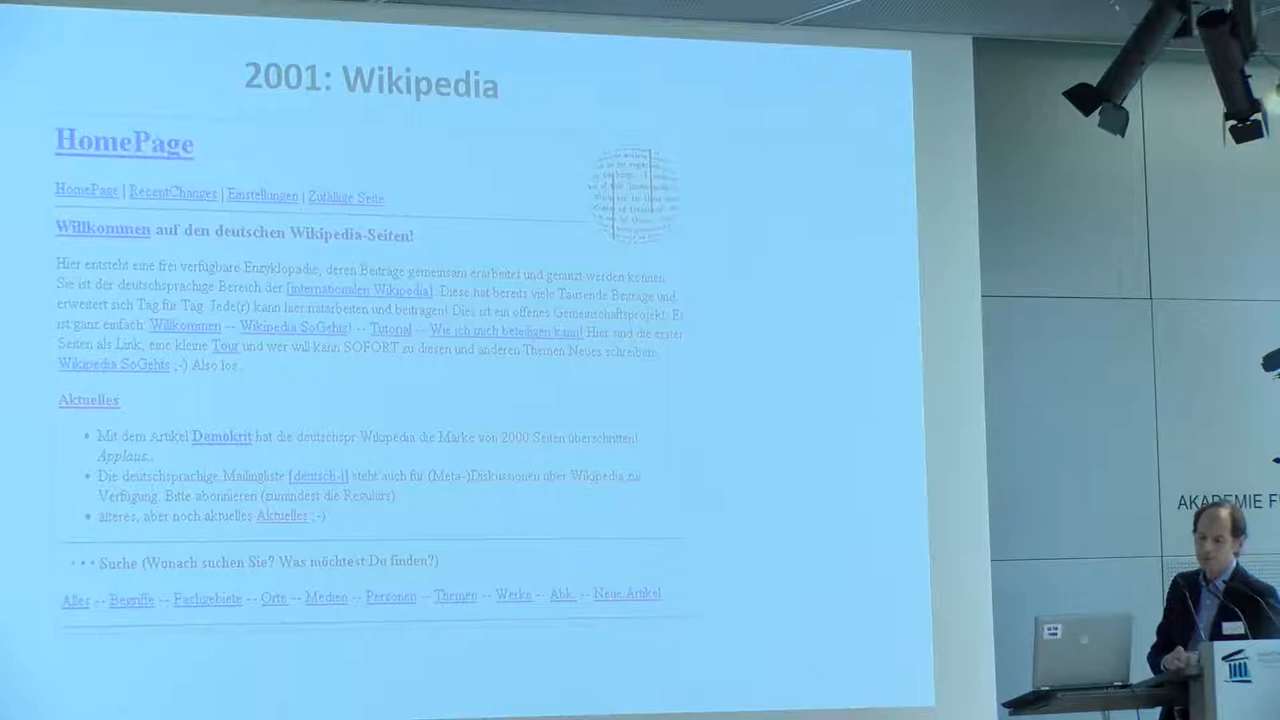 2001: Wikipedia
HomePage
HomePage | RecentChanges | Einstellungen | Zufällige Seite
Willkommen auf den deutschen Wikipedia-Seiten!
Hier entsteht eine frei verfügbare Enzyklopädie, deren Beiträge gemeinsam erarbeitet und genutzt werden können.
Sie ist der deutschsprachige Bereich der [internationalen Wikipedia]. Diese hat bereits viele Tausende Beiträge und
erweitert sich Tag für Tag. Jede(r) kann hier mitarbeiten und beitragen! Dies ist ein offenes Gemeinschaftsprojekt. Es
ist ganz einfach: Willkommen -- Wikipedia SoGehts! -- Tutorial -- Wie ich mich beteiligen kann! Hier sind die ersten
Seiten als Link, eine kleine Tour und wer will kann SOFORT zu diesen und anderen Themen Neues schreiben:
Wikipedia SoGehts ;-) Also los...
Aktuelles
• Mit dem Artikel Demokrit hat die deutschspr. Wikipedia die Marke von 2000 Seiten überschritten!
Applaus...
• Die deutschsprachige Mailingliste [deutsch-l] steht auch für (Meta-)Diskussionen über Wikipedia zu
Verfügung. Bitte abonnieren (zumindest die Regulars)
• älteres, aber noch aktuelles Aktuelles ;-)
• • • Suche (Wonach suchen Sie? Was möchtest Du finden?)
Alles -- Begriffe -- Fachgebiete -- Orte -- Medien -- Personen -- Themen -- Werke -- Abk. -- Neue Artikel
AKADEMIE F